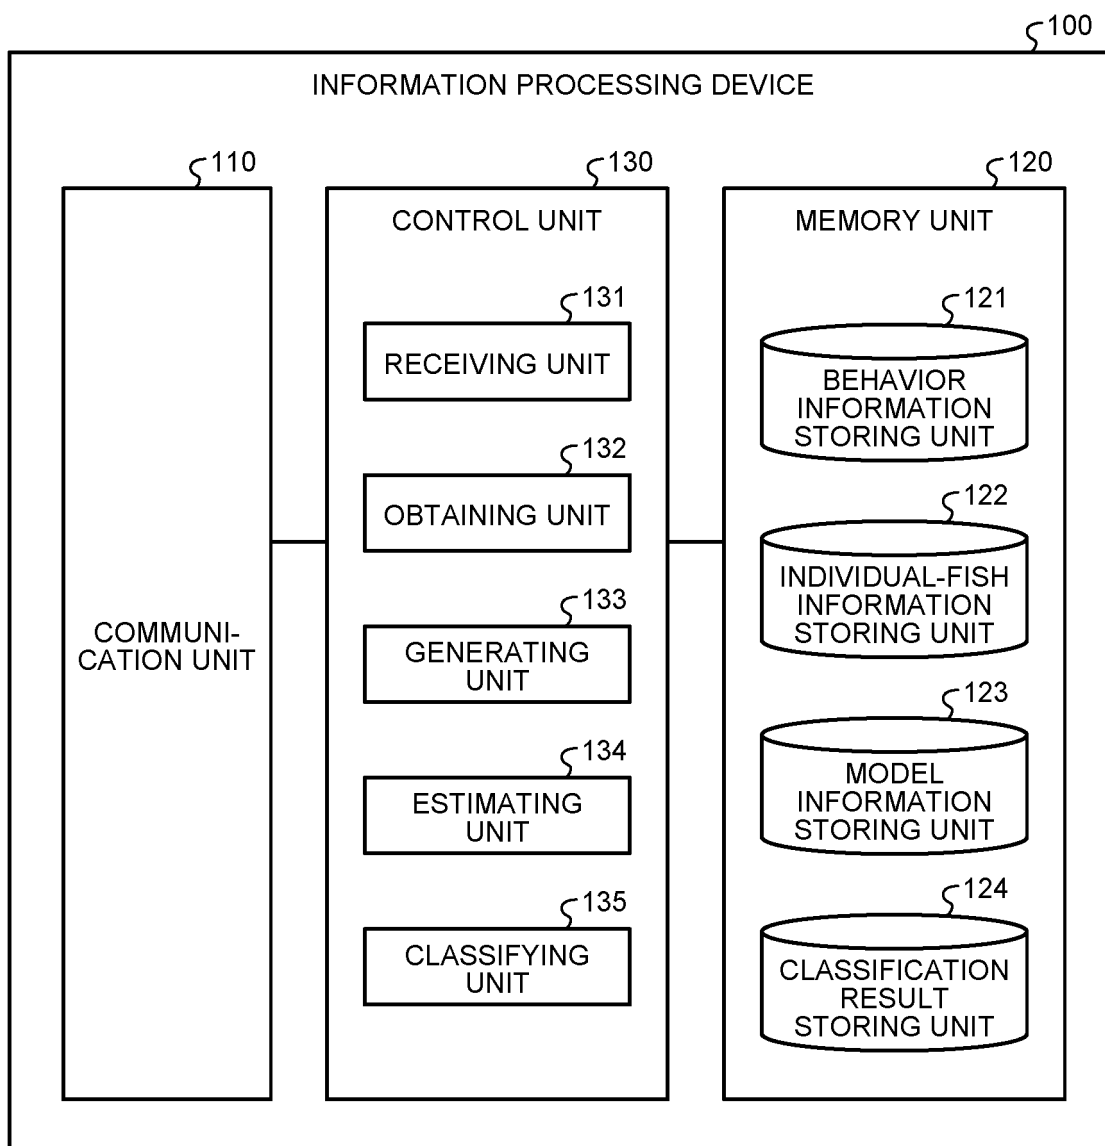 100
INFORMATION PROCESSING DEVICE
110
COMMUNI-
CATION UNIT
130
CONTROL UNIT
131
RECEIVING UNIT
132
OBTAINING UNIT
133
GENERATING
UNIT
134
ESTIMATING
UNIT
135
CLASSIFYING
UNIT
120
MEMORY UNIT
121
BEHAVIOR
INFORMATION
STORING UNIT
122
INDIVIDUAL-FISH
INFORMATION
STORING UNIT
123
MODEL
INFORMATION
STORING UNIT
124
CLASSIFICATION
RESULT
STORING UNIT